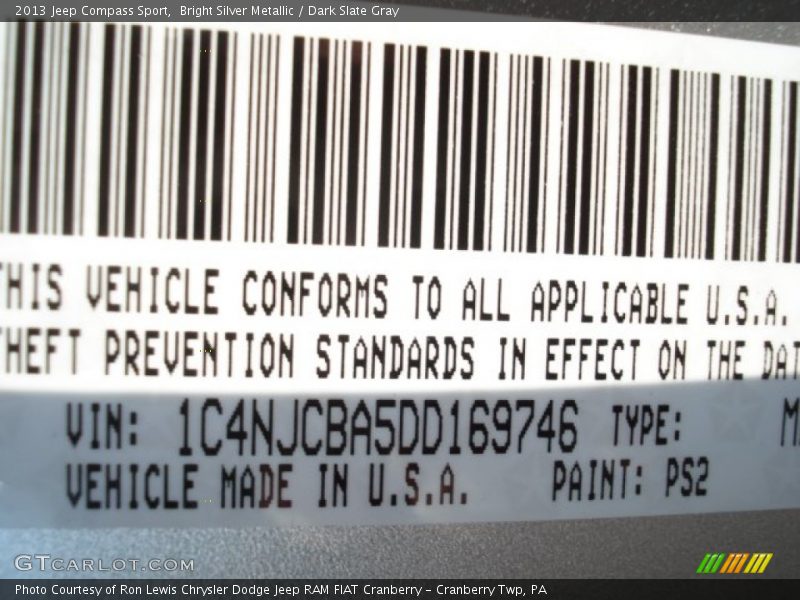 2013 Jeep Compass Sport,  Bright Silver Metallic / Dark Slate Gray
THIS VEHICLE CONFORMS TO ALL APPLICABLE U.S.A.
THEFT PREVENTION STANDARDS IN EFFECT ON THE DAT
VIN: 1C4NJCBA5DD169746 TYPE: M
VEHICLE MADE IN U.S.A. PAINT: PS2
GTCARLOT.COM
Photo Courtesy of Ron Lewis Chrysler Dodge Jeep RAM FIAT Cranberry – Cranberry Twp, PA